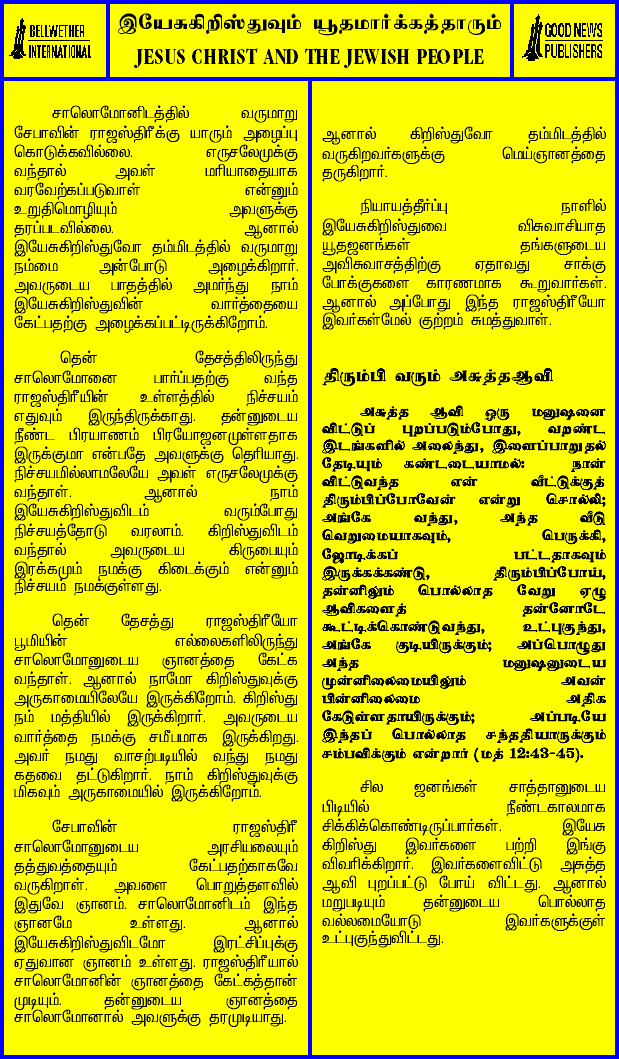 BELLWETHER
INTERNATIONAL
இயேசுகிறிஸ்துவும் யூதமார்க்கத்தாரும்
JESUS CHRIST AND THE JEWISH PEOPLE
GOOD NEWS
PUBLISHERS
சாலொமோனிடத்தில் வருமாறு
சேபாவின் ராஜஸ்திரீக்கு யாரும் அழைப்பு
கொடுக்கவில்லை. எருசலேமுக்கு
வந்தால் அவள் மரியாதையாக
வரவேற்கப்படுவாள் என்னும்
உறுதிமொழியும் அவளுக்கு
தரப்படவில்லை. ஆனால்
இயேசுகிறிஸ்துவோ தம்மிடத்தில் வருமாறு
நம்மை அன்போடு அழைக்கிறார்.
அவருடைய பாதத்தில் அமர்ந்து நாம்
இயேசுகிறிஸ்துவின் வார்த்தையை
கேட்பதற்கு அழைக்கப்பட்டிருக்கிறோம்.
தென் தேசத்திலிருந்து
சாலொமோனை பார்ப்பதற்கு வந்த
ராஜஸ்திரீயின் உள்ளத்தில் நிச்சயம்
எதுவும் இருந்திருக்காது. தன்னுடைய
நீண்ட பிரயாணம் பிரயோஜனமுள்ளதாக
இருக்குமா என்பதே அவளுக்கு தெரியாது.
நிச்சயமில்லாமலேயே அவள் எருசலேமுக்கு
வந்தாள். ஆனால் நாம்
இயேசுகிறிஸ்துவிடம் வரும்போது
நிச்சயத்தோடு வரலாம். கிறிஸ்துவிடம்
வந்தால் அவருடைய கிருபையும்
இரக்கமும் நமக்கு கிடைக்கும் என்னும்
நிச்சயம் நமக்குள்ளது.
தென் தேசத்து ராஜஸ்திரீயோ
பூமியின் எல்லைகளிலிருந்து
சாலொமோனுடைய ஞானத்தை கேட்க
வந்தாள். ஆனால் நாமோ கிறிஸ்துவுக்கு
அருகாமையிலேயே இருக்கிறோம். கிறிஸ்து
நம் மத்தியில் இருக்கிறார். அவருடைய
வார்த்தை நமக்கு சமீபமாக இருக்கிறது.
அவர் நமது வாசற்படியில் வந்து நமது
கதவை தட்டுகிறார். நாம் கிறிஸ்துவுக்கு
மிகவும் அருகாமையில் இருக்கிறோம்.
சேபாவின் ராஜஸ்திரீ
சாலொமோனுடைய அரசியலையும்
தத்துவத்தையும் கேட்பதற்காகவே
வருகிறாள். அவளை பொறுத்தளவில்
இதுவே ஞானம். சாலொமோனிடம் இந்த
ஞானமே உள்ளது. ஆனால்
இயேசுகிறிஸ்துவிடமோ இரட்சிப்புக்கு
ஏதுவான ஞானம் உள்ளது. ராஜஸ்திரீயால்
சாலொமோனின் ஞானத்தை கேட்கத்தான்
முடியும். தன்னுடைய ஞானத்தை
சாலொமோனால் அவளுக்கு தரமுடியாது.
ஆனால் கிறிஸ்துவோ தம்மிடத்தில்
வருகிறவர்களுக்கு மெய்ஞானத்தை
தருகிறார்.
நியாயத்தீர்ப்பு நாளில்
இயேசுகிறிஸ்துவை விசுவாசியாத
யூதஜனங்கள் தங்களுடைய
அவிசுவாசத்திற்கு ஏதாவது சாக்கு
போக்குகளை காரணமாக கூறுவார்கள்.
ஆனால் அப்போது இந்த ராஜஸ்திரீயோ
இவர்கள்மேல் குற்றம் சுமத்துவாள்.
திரும்பி வரும் அசுத்தஆவி
அசுத்த ஆவி ஒரு மனுஷனை
விட்டுப் புறப்படும்போது, வறண்ட
இடங்களில் அலைந்து, இளைப்பாறுதல்
தேடியும் கண்டடையாமல்: நான்
விட்டுவந்த என் வீட்டுக்குத்
திரும்பிப்போவேன் என்று சொல்லி;
அங்கே வந்து, அந்த வீடு
வெறுமையாகவும், பெருக்கி,
ஜோடிக்கப் பட்டதாகவும்
இருக்கக்கண்டு, திரும்பிப்போய்,
தன்னிலும் பொல்லாத வேறு ஏழு
ஆவிகளைத் தன்னோடே
கூட்டிக்கொண்டுவந்து, உட்புகுந்து,
அங்கே குடியிருக்கும்; அப்பொழுது
அந்த மனுஷனுடைய
முன்னிலைமையிலும் அவன்
பின்னிலைமை அதிக
கேடுள்ளதாயிருக்கும்; அப்படியே
இந்தப் பொல்லாத சந்ததியாருக்கும்
சம்பவிக்கும் என்றார் (மத் 12:43-45).
சில ஜனங்கள் சாத்தானுடைய
பிடியில் நீண்டகாலமாக
சிக்கிக்கொண்டிருப்பார்கள். இயேசு
கிறிஸ்து இவர்களை பற்றி இங்கு
விவரிக்கிறார். இவர்களைவிட்டு அசுத்த
ஆவி புறப்பட்டு போய் விட்டது. ஆனால்
மறுபடியும் தன்னுடைய பொல்லாத
வல்லமையோடு இவர்களுக்குள்
உட்புகுந்துவிட்டது.